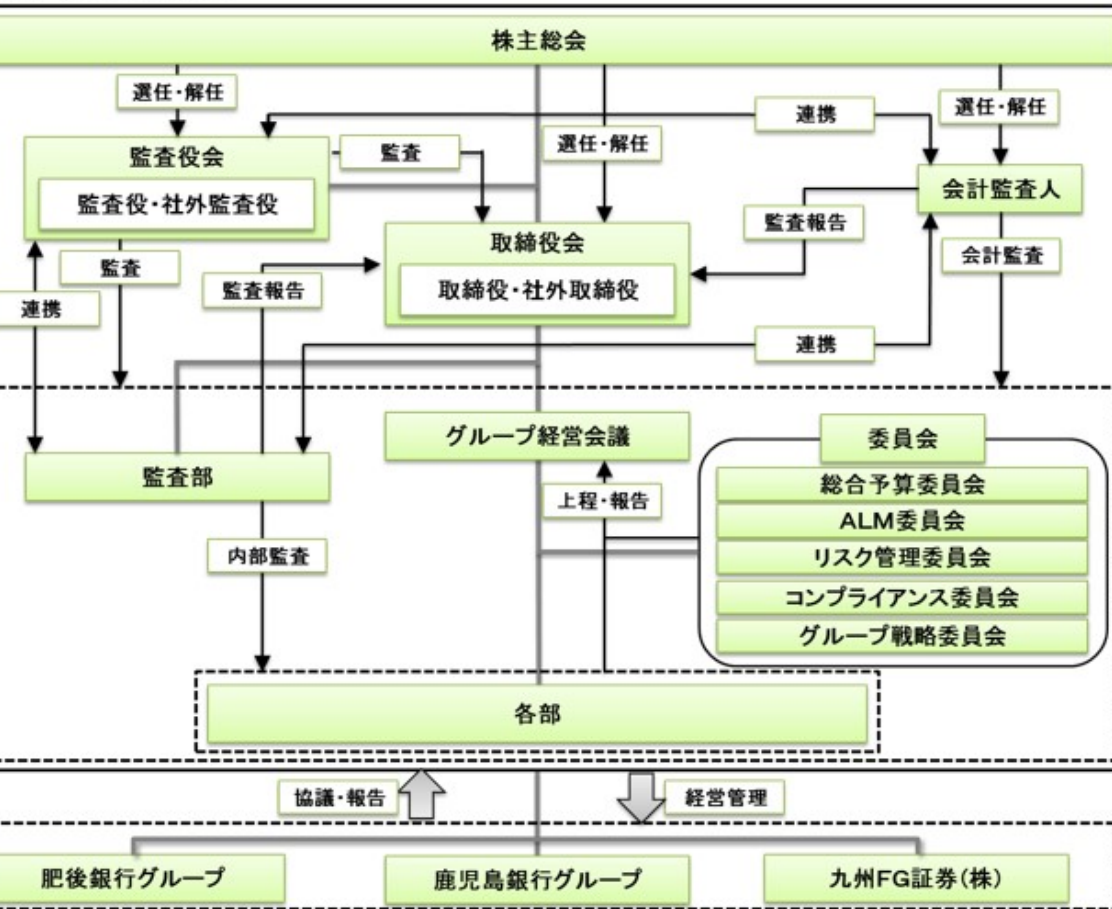 株主総会
選任・解任
連携
選任・解任
監査役会
監査
選任・解任
監査役・社外監査役
会計監査人
監査報告
取締役会
会計監査
監査
監査報告
取締役・社外取締役
連携
連携
グループ経営会議
委員会
監査部
総合予算委員会
上程・報告
ALM委員会
内部監査
リスク管理委員会
コンプライアンス委員会
グループ戦略委員会
各部
協議・報告
経営管理
肥後銀行グループ
鹿児島銀行グループ
九州FG証券(株)